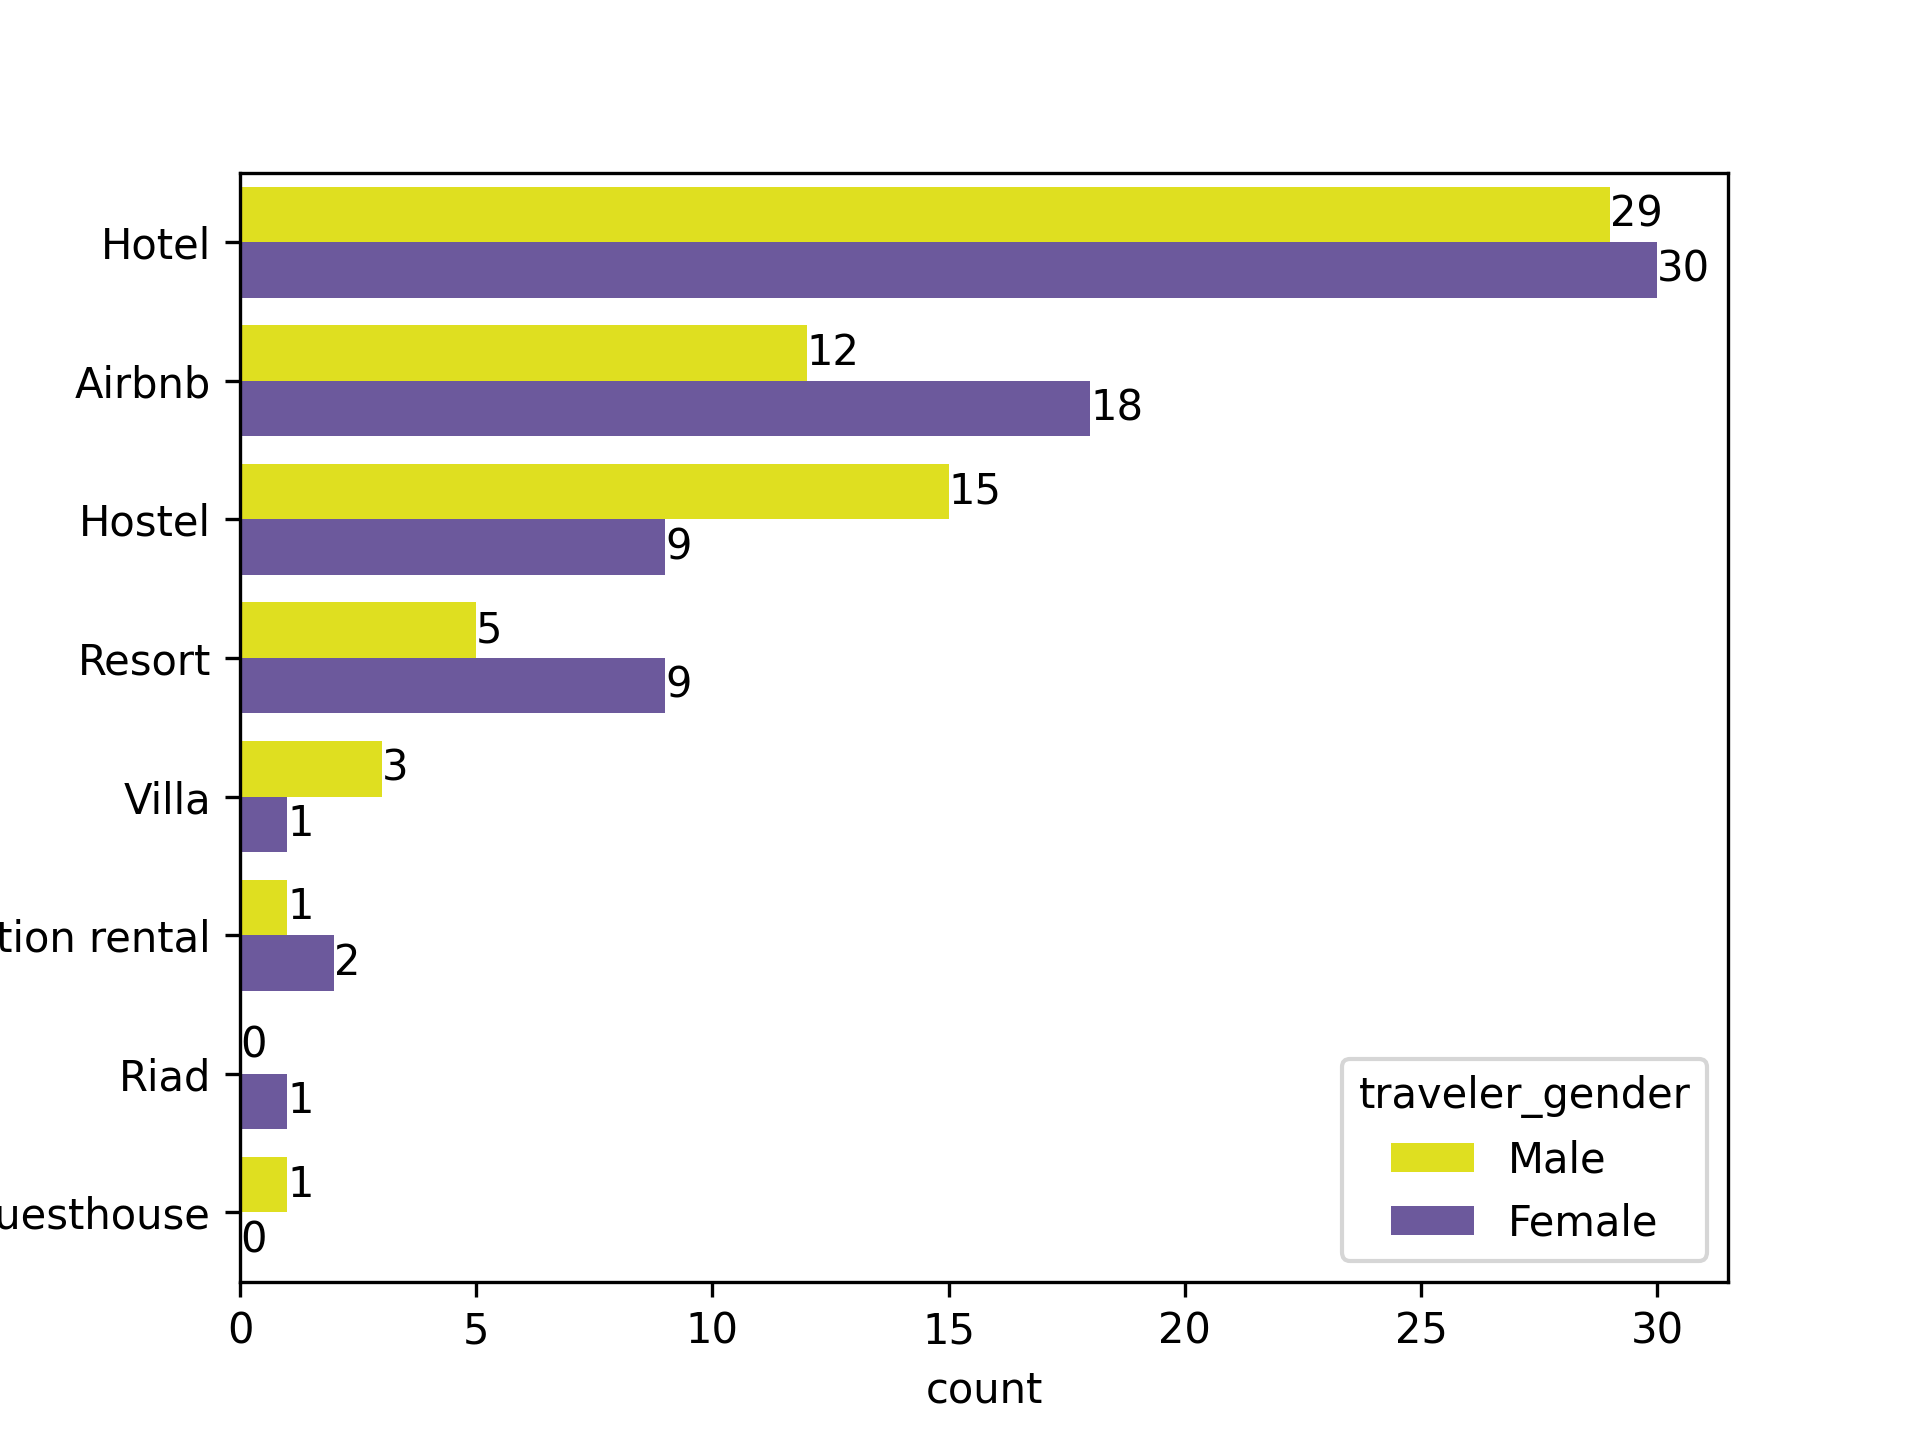 29
Hotel
30
12
Airbnb
18
15
Hostel
9
5
Resort
9
3
Villa
1
1
tion rental
2
0
Riad
1
1
uesthouse
0
traveler_gender
Male
Female
0 5 10 15 20 25 30
count